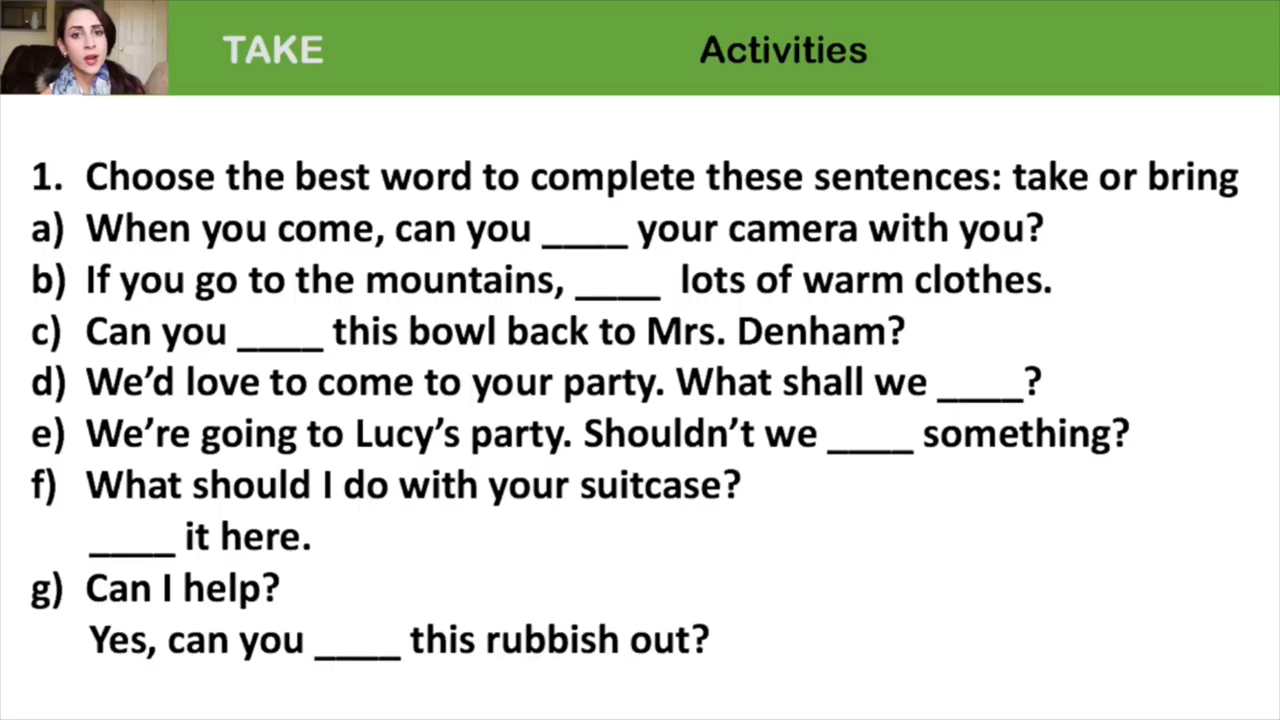 TAKE
Activities
1. Choose the best word to complete these sentences: take or bring
a) When you come, can you ____ your camera with you?
b) If you go to the mountains, ____ lots of warm clothes.
c) Can you ____ this bowl back to Mrs. Denham?
d) We’d love to come to your party. What shall we ____?
e) We’re going to Lucy’s party. Shouldn’t we ____ something?
f) What should I do with your suitcase?
____ it here.
g) Can I help?
Yes, can you ____ this rubbish out?